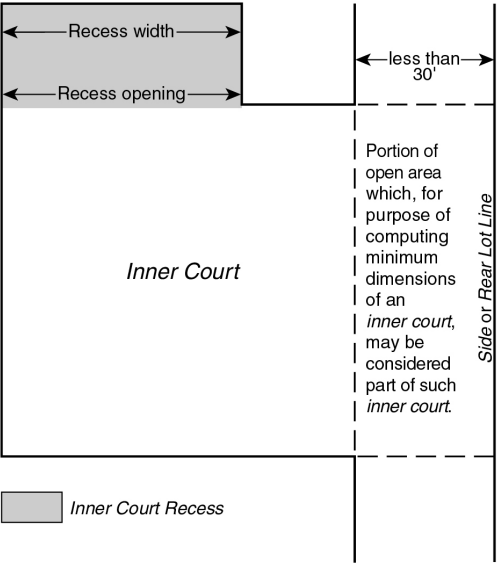 Recess width
less than
30'
Recess opening
Portion of
open area
which, for
purpose of
computing
minimum
dimensions
of an
inner court,
may be
considered
part of such
inner court.
Inner Court
Side or Rear Lot Line
Inner Court Recess